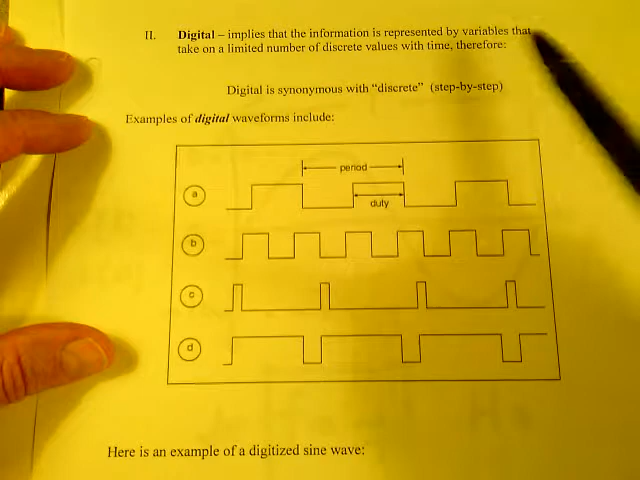 II. Digital – implies that the information is represented by variables that
take on a limited number of discrete values with time, therefore:
Digital is synonymous with “discrete” (step-by-step)
Examples of digital waveforms include:
period
a
duty
b
c
d
Here is an example of a digitized sine wave: